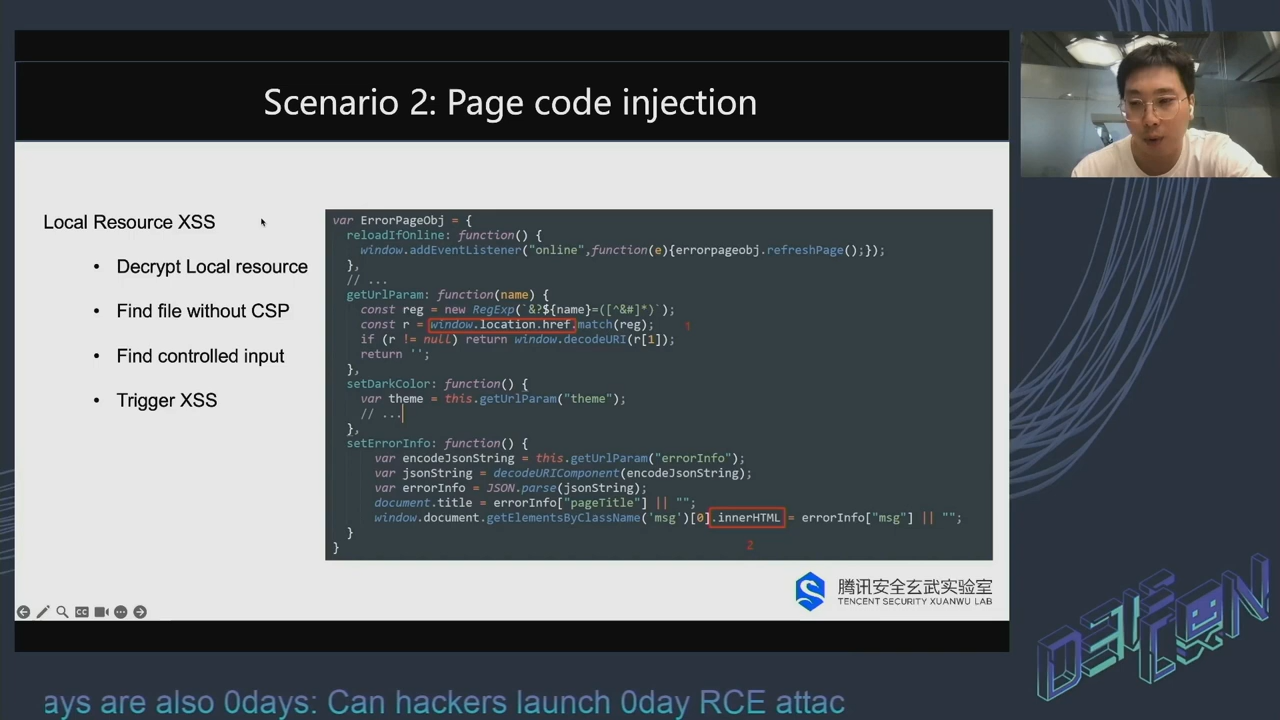 Scenario 2: Page code injection
Local Resource XSS
• Decrypt Local resource
• Find file without CSP
• Find controlled input
• Trigger XSS
var ErrorPageObj = {
reloadIfOnline: function() {
window.addEventListener("online",function(e){errorpageobj.refreshPage();});
},
// ...
getUrlParam: function(name) {
const reg = new RegExp(`&?${name}=([^&#]*)`);
const r = window.location.href.match(reg);
1
if (r != null) return window.decodeURI(r[1]);
return '';
},
setDarkColor: function() {
var theme = this.getUrlParam("theme");
// ...
},
setErrorInfo: function() {
var encodeJsonString = this.getUrlParam("errorInfo");
var jsonString = decodeURIComponent(encodeJsonString);
var errorInfo = JSON.parse(jsonString);
document.title = errorInfo["pageTitle"] || "";
window.document.getElementsByClassName('msg')[0].innerHTML = errorInfo["msg"] || "";
}
2
}
腾讯安全玄武实验室
TENCENT SECURITY XUANWU LAB
DEFCON
ays are also 0days: Can hackers launch 0day RCE attac